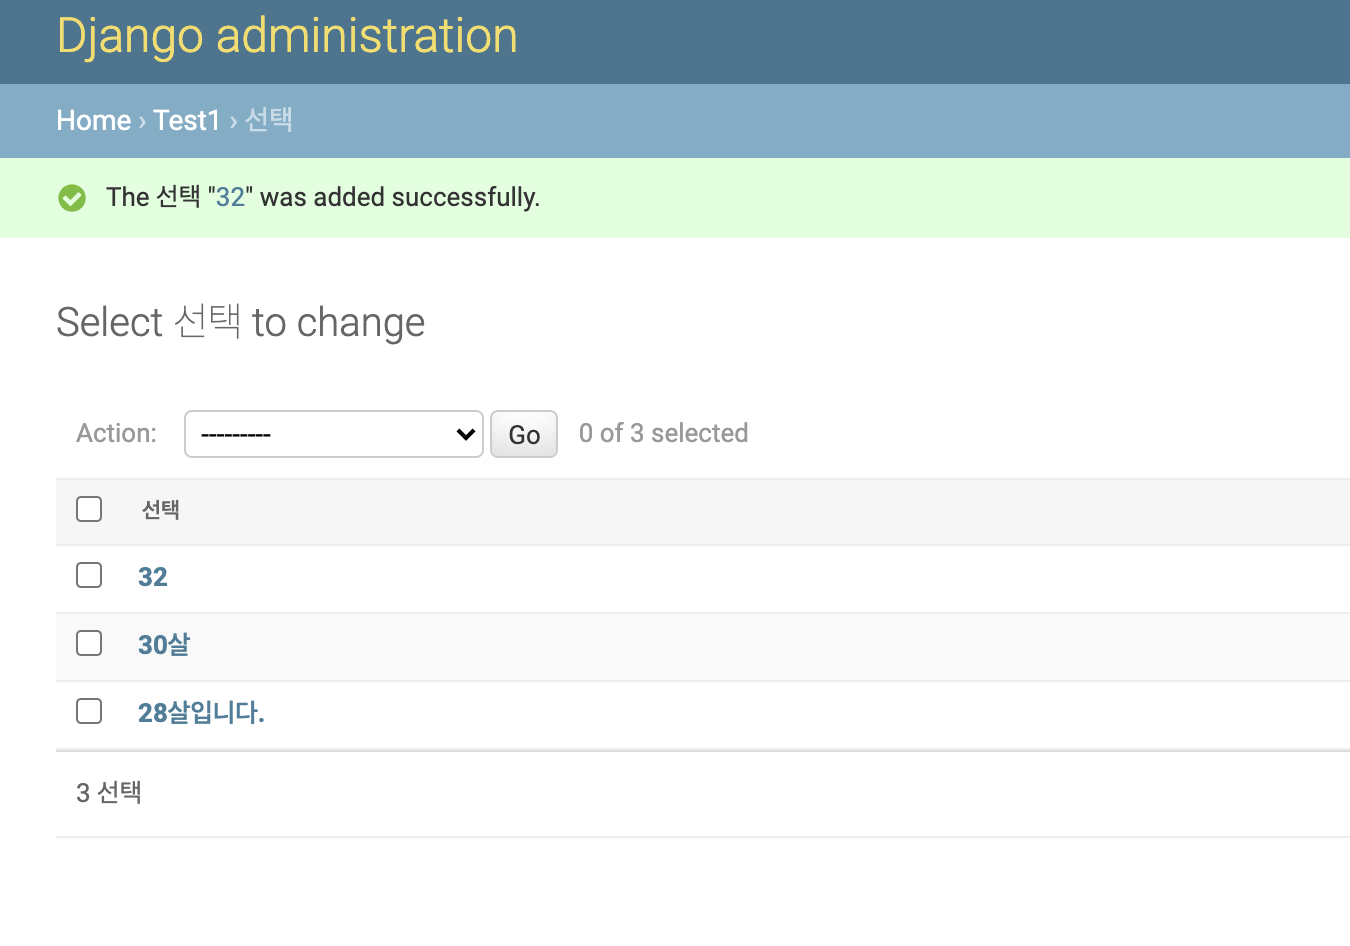 Django administration
Home › Test1 › 선택
The 선택 "32" was added successfully.
Select 선택 to change
Action: --------- Go 0 of 3 selected
선택
32
30살
28살입니다.
3 선택